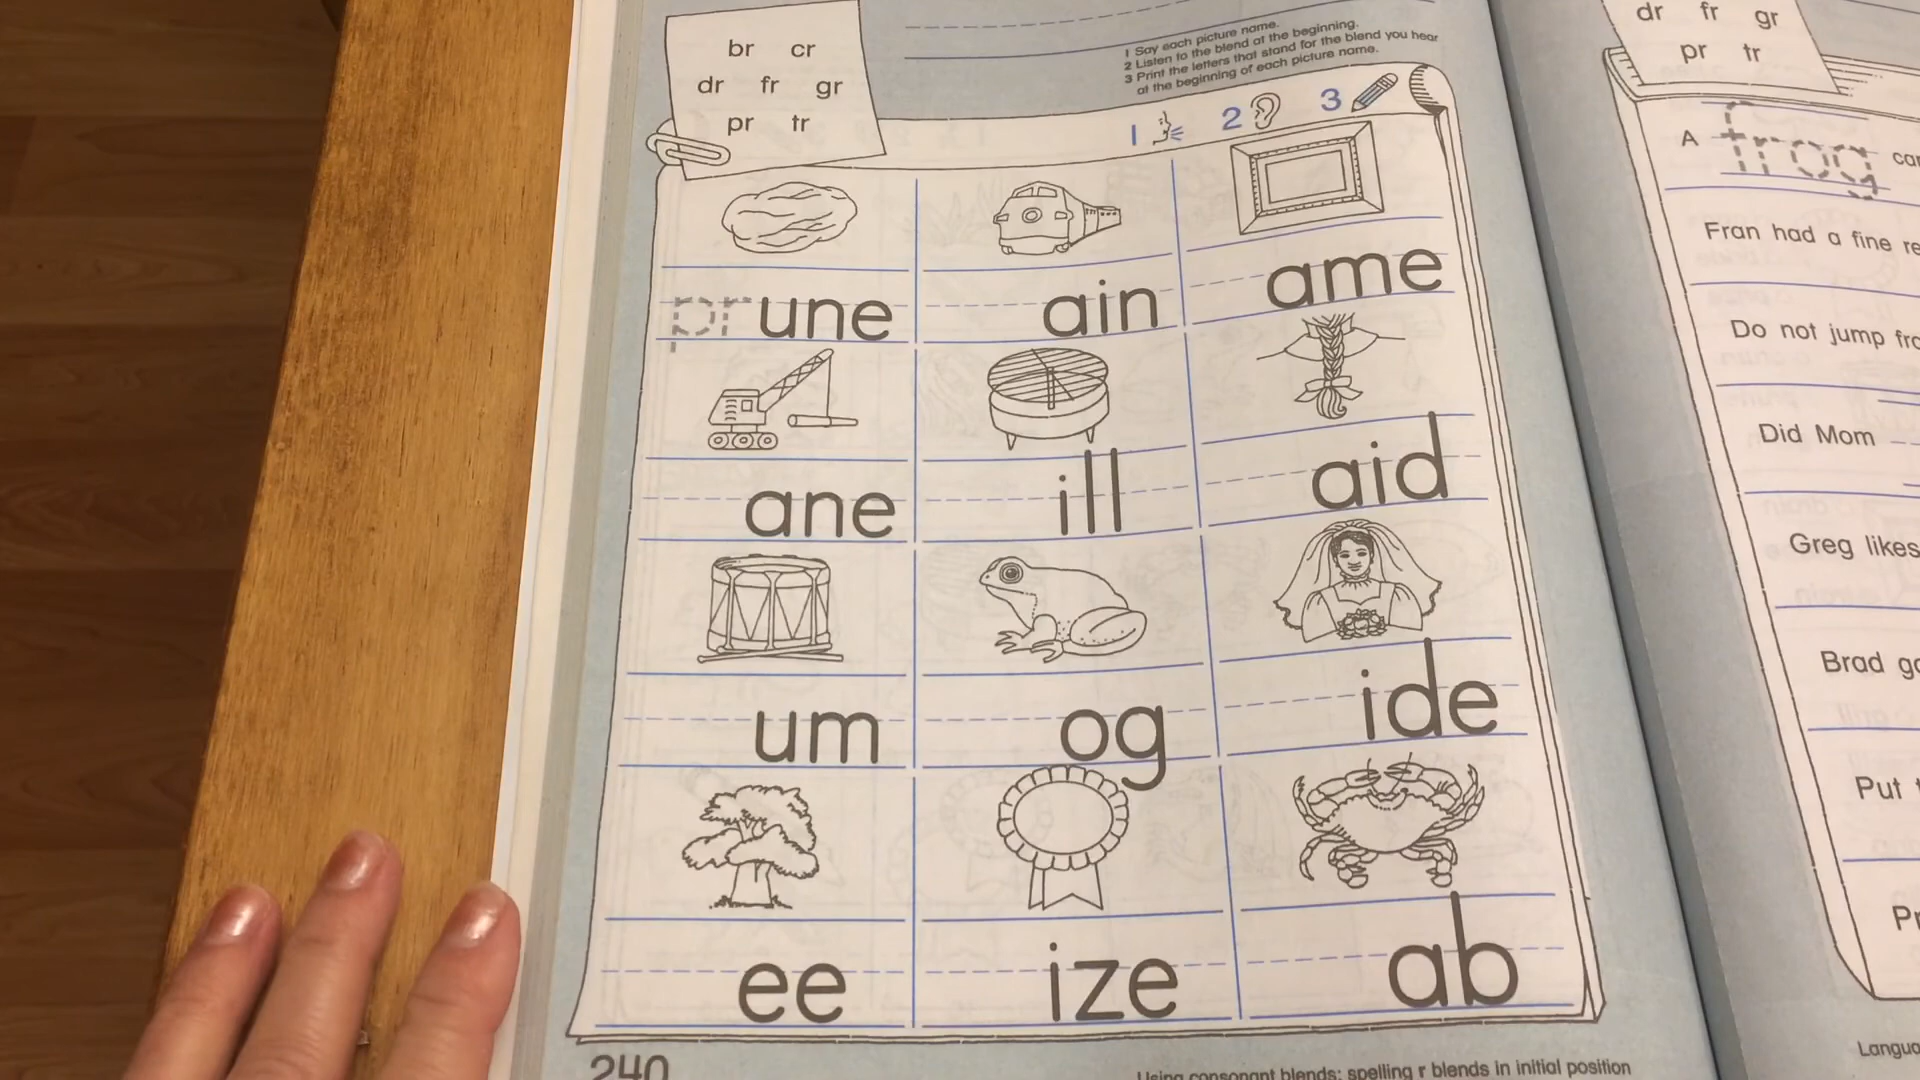 br cr
dr fr gr
pr tr
1 Say each picture name.
2 Listen to the blend at the beginning.
3 Print the letters that stand for the blend you hear
at the beginning of each picture name.
1 2 3
prune ain ame
ane ill aid
um og ide
ee ize ab
240
Using consonant blends: spelling r blends in initial position
dr fr gr
pr tr
A frog
Fran had a fine
Do not jump
Did Mom
Greg likes
Brad
Put